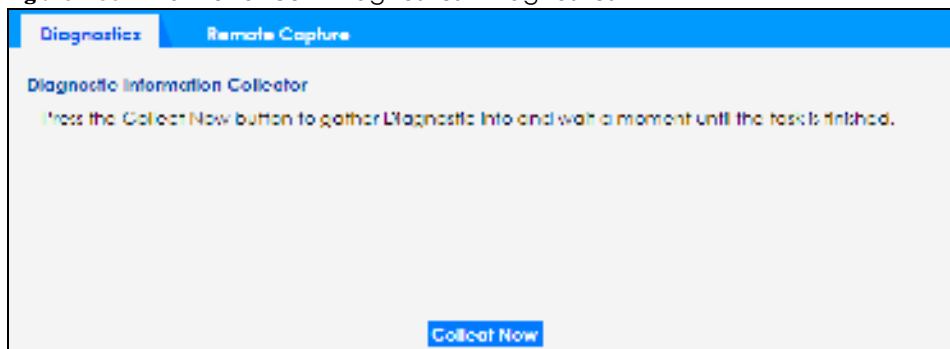 Diagnostics Remote Capture
Diagnostic Information Collector
Press the Collect Now button to gather Diagnostic Info and wait a moment until the task is finished.
Collect Now